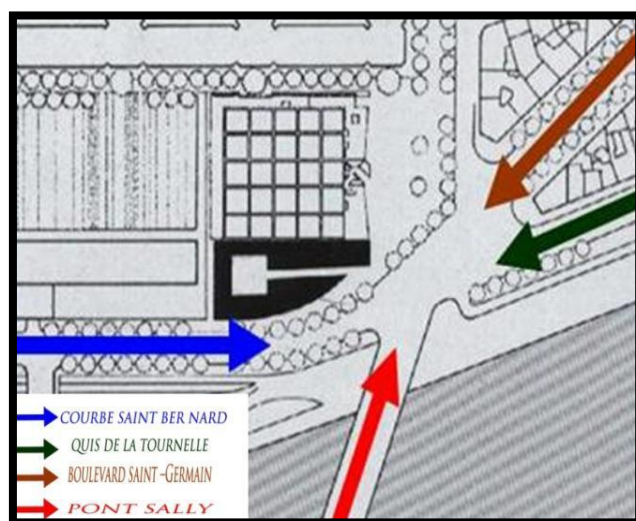 COURBE SAINT BER NARD
QUIS DE LA TOURNELLE
BOULEVARD SAINT -GERMAIN
PONT SALLY